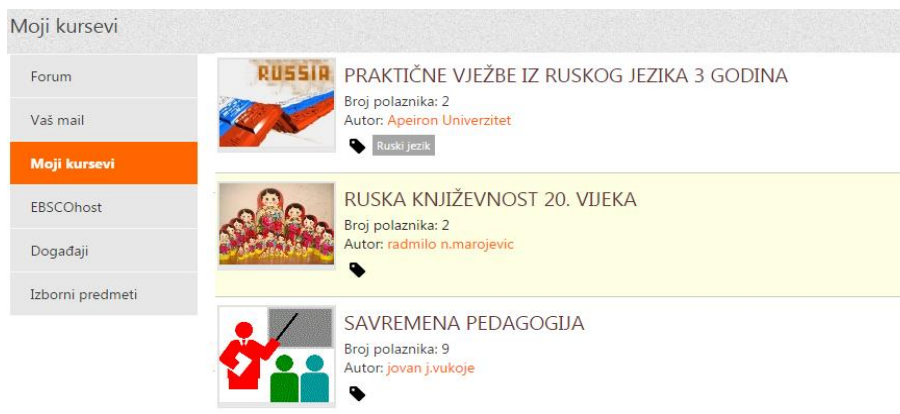 Moji kursevi
Forum
Vaš mail
Moji kursevi
EBSCOhost
Događaji
Izborni predmeti
RUSSIA
PRAKTIČNE VJEŽBE IZ RUSKOG JEZIKA 3 GODINA
Broj polaznika: 2
Autor: Apeiron Univerzitet
Ruski jezik
RUSKA KNJIŽEVNOST 20. VIJEKA
Broj polaznika: 2
Autor: radmilo n.marojevic
SAVREMENA PEDAGOGIJA
Broj polaznika: 9
Autor: jovan j.vukoje